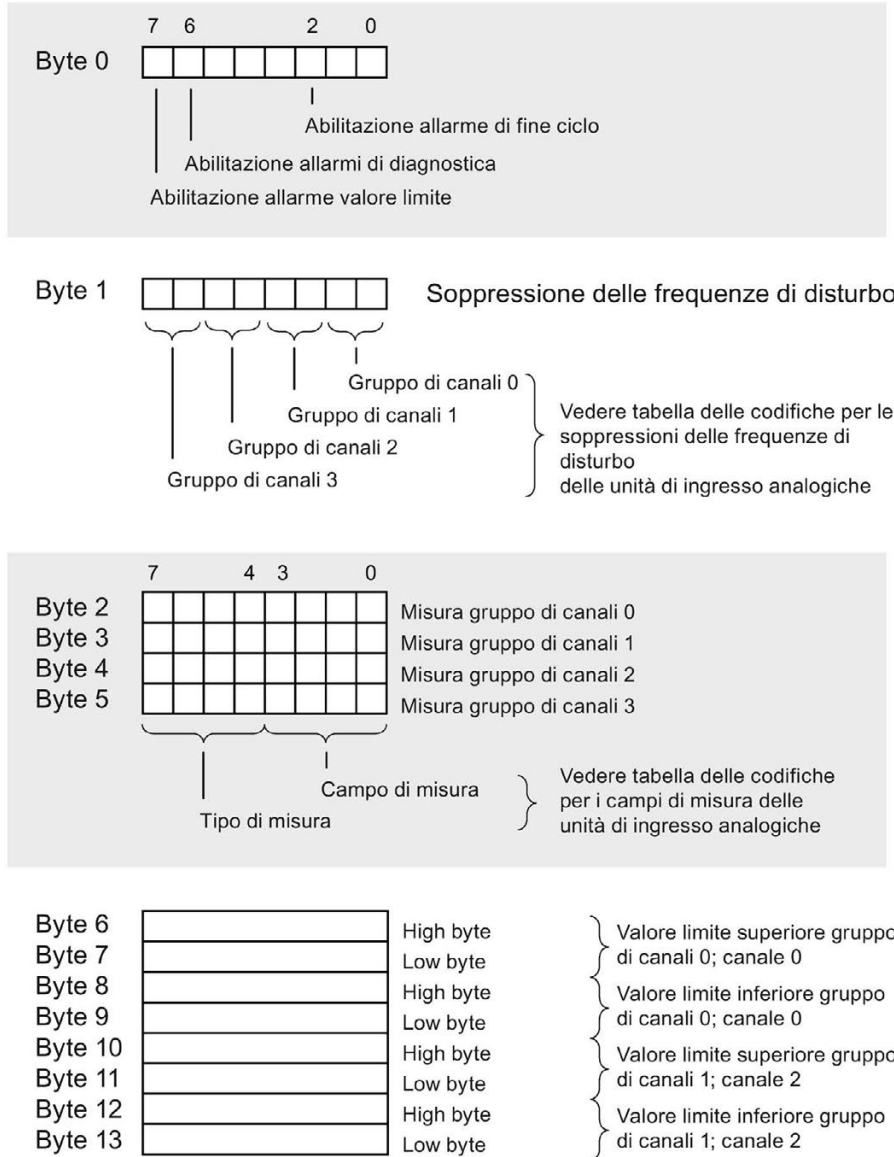 7 6 2 0
Byte 0
Abilitazione allarme di fine ciclo
Abilitazione allarmi di diagnostica
Abilitazione allarme valore limite
Byte 1
Soppressione delle frequenze di disturbo
Gruppo di canali 0
Gruppo di canali 1
Gruppo di canali 2
Gruppo di canali 3
Vedere tabella delle codifiche per le
soppressioni delle frequenze di
disturbo
delle unità di ingresso analogiche
7 4 3 0
Byte 2 Misura gruppo di canali 0
Byte 3 Misura gruppo di canali 1
Byte 4 Misura gruppo di canali 2
Byte 5 Misura gruppo di canali 3
Campo di misura
Tipo di misura
Vedere tabella delle codifiche
per i campi di misura delle
unità di ingresso analogiche
Byte 6 High byte Valore limite superiore gruppo
Byte 7 Low byte di canali 0; canale 0
Byte 8 High byte Valore limite inferiore gruppo
Byte 9 Low byte di canali 0; canale 0
Byte 10 High byte Valore limite superiore gruppo
Byte 11 Low byte di canali 1; canale 2
Byte 12 High byte Valore limite inferiore gruppo
Byte 13 Low byte di canali 1; canale 2